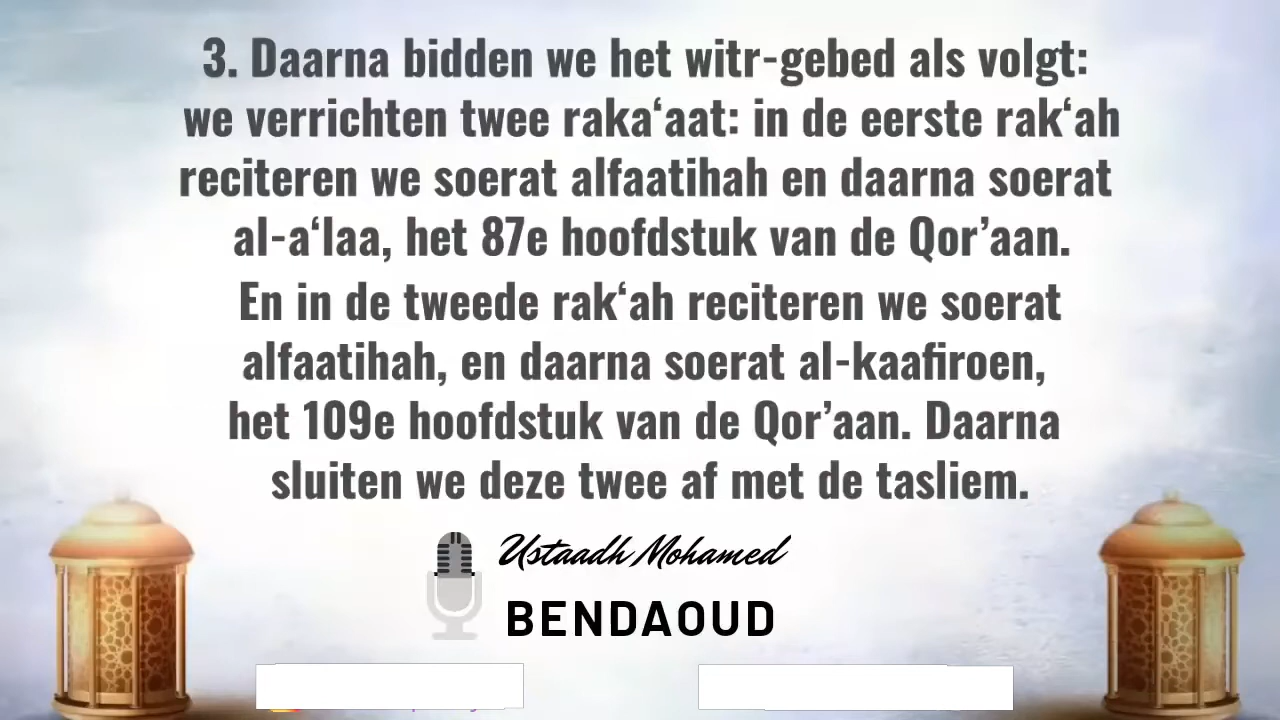 3. Daarna bidden we het witr-gebed als volgt:
we verrichten twee raka‘aat: in de eerste rak‘ah
reciteren we soerat alfaatihah en daarna soerat
al-a‘laa, het 87e hoofdstuk van de Qor’aan.
En in de tweede rak‘ah reciteren we soerat
alfaatihah, en daarna soerat al-kaafiroen,
het 109e hoofdstuk van de Qor’aan. Daarna
sluiten we deze twee af met de tasliem.
Ustaadh Mohamed
BENDAOUD